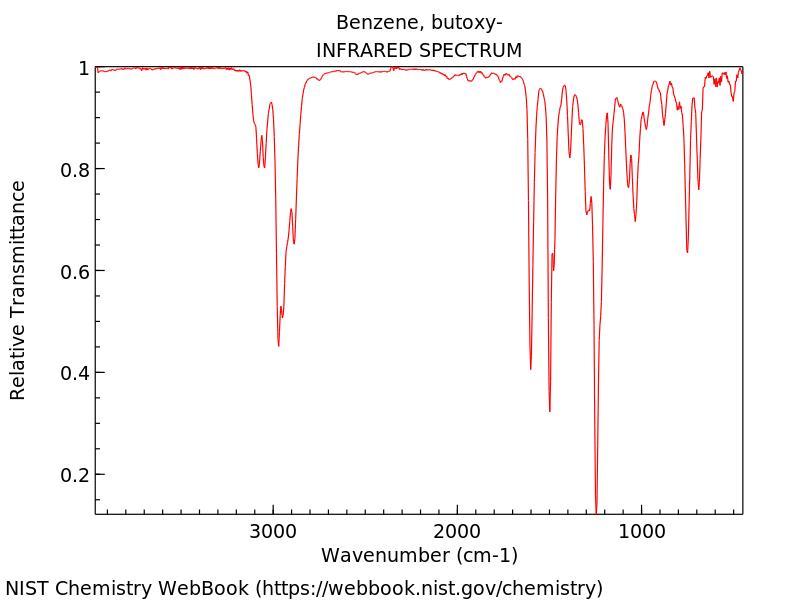 Benzene, butoxy-
INFRARED SPECTRUM
1
0.8
0.6
0.4
0.2
Relative Transmittance
3000 2000 1000
Wavenumber (cm-1)
NIST Chemistry WebBook (https://webbook.nist.gov/chemistry)